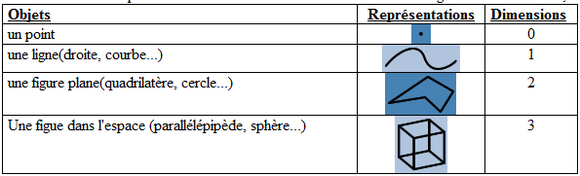 Objets Représentations Dimensions
un point 0
une ligne(droite, courbe...) 1
une figure plane(quadrilatère, cercle...) 2
Une figue dans l'espace (parallélépipède, sphère...) 3